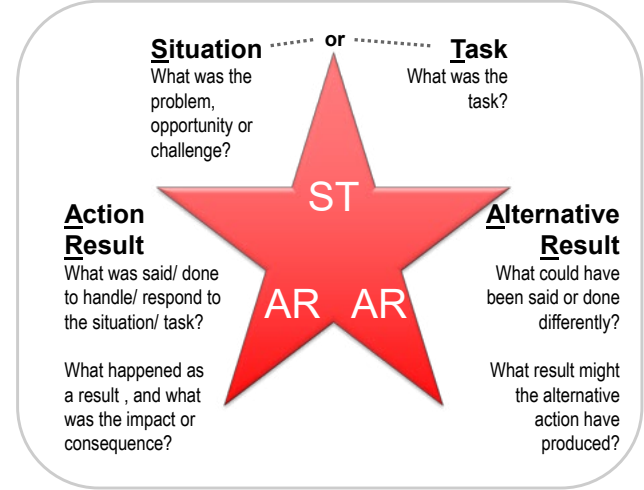 Situation or Task
What was the
problem,
opportunity or
challenge?
What was the
task?
ST
Action
Result
What was said/ done
to handle/ respond to
the situation/ task?
What happened as
a result , and what
was the impact or
consequence?
AR AR
Alternative
Result
What could have
been said or done
differently?
What result might
the alternative
action have
produced?